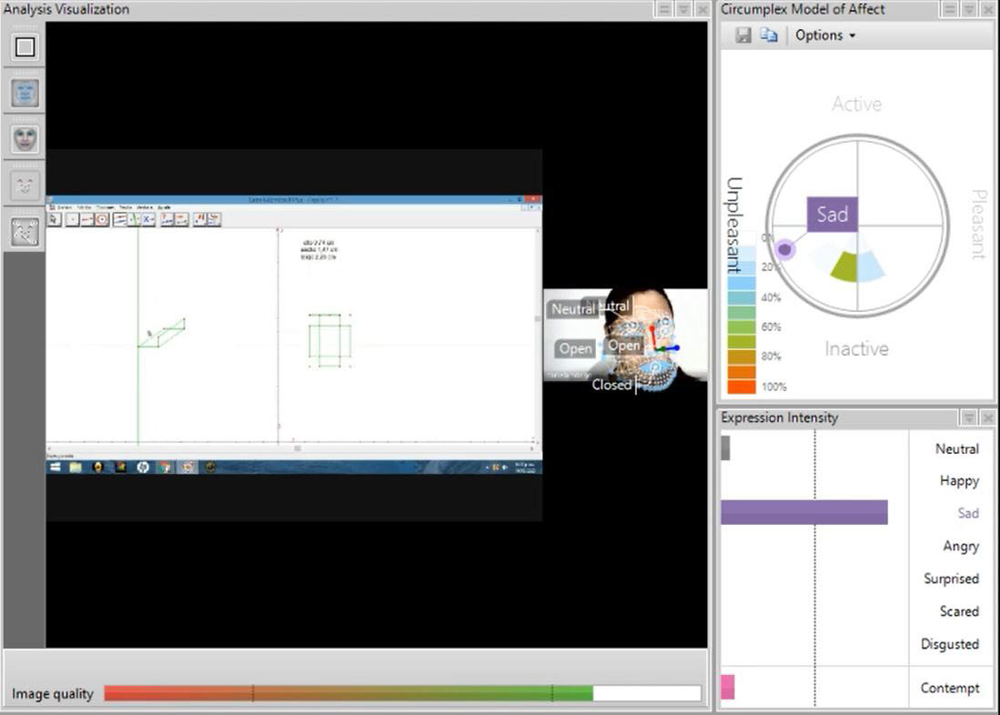 Analysis Visualization
Circumplex Model of Affect
Options
Active
Unpleasant
Pleasant
Sad
0%
20%
40%
60%
80%
100%
Inactive
Neutral
Neutral
Open
Open
Closed
Expression Intensity
Neutral
Happy
Sad
Angry
Surprised
Scared
Disgusted
Contempt
Image quality